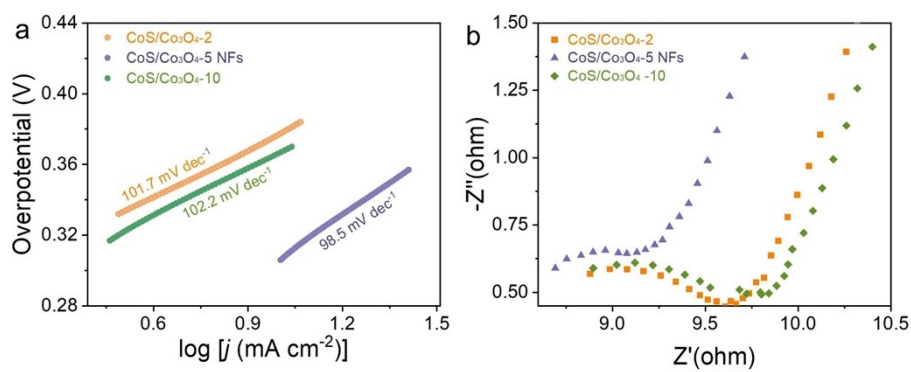 a
CoS/Co₃O₄-2
CoS/Co₃O₄-5 NFs
CoS/Co₃O₄-10
101.7 mV dec⁻¹
102.2 mV dec⁻¹
98.5 mV dec⁻¹
Overpotential (V)
0.44
0.40
0.36
0.32
0.28
0.6 0.9 1.2 1.5
log [j (mA cm⁻²)]
b
CoS/Co₃O₄-2
CoS/Co₃O₄-5 NFs
CoS/Co₃O₄ -10
-Z"(ohm)
1.50
1.25
1.00
0.75
0.50
9.0 9.5 10.0 10.5
Z'(ohm)